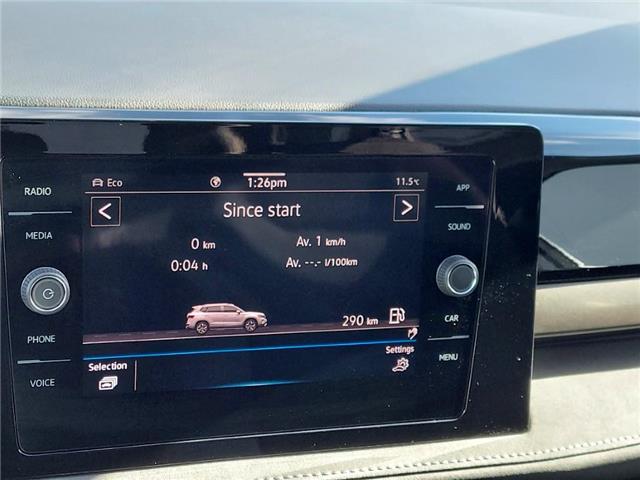 RADIO
MEDIA
PHONE
VOICE
Eco
1:26pm
11.5°C
Since start
0 km
Av. 1 km/h
0:04 h
Av. --.- l/100km
290 km
Selection
Settings
APP
SOUND
CAR
MENU